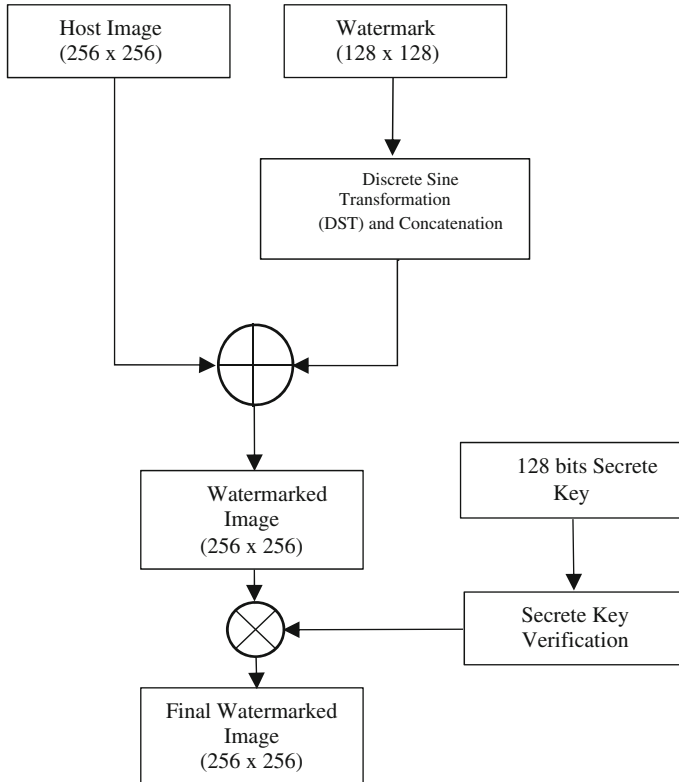 Host Image
(256 x 256)
Watermark
(128 x 128)
Discrete Sine
Transformation
(DST) and Concatenation
Watermarked
Image
(256 x 256)
128 bits Secrete
Key
Secrete Key
Verification
Final Watermarked
Image
(256 x 256)